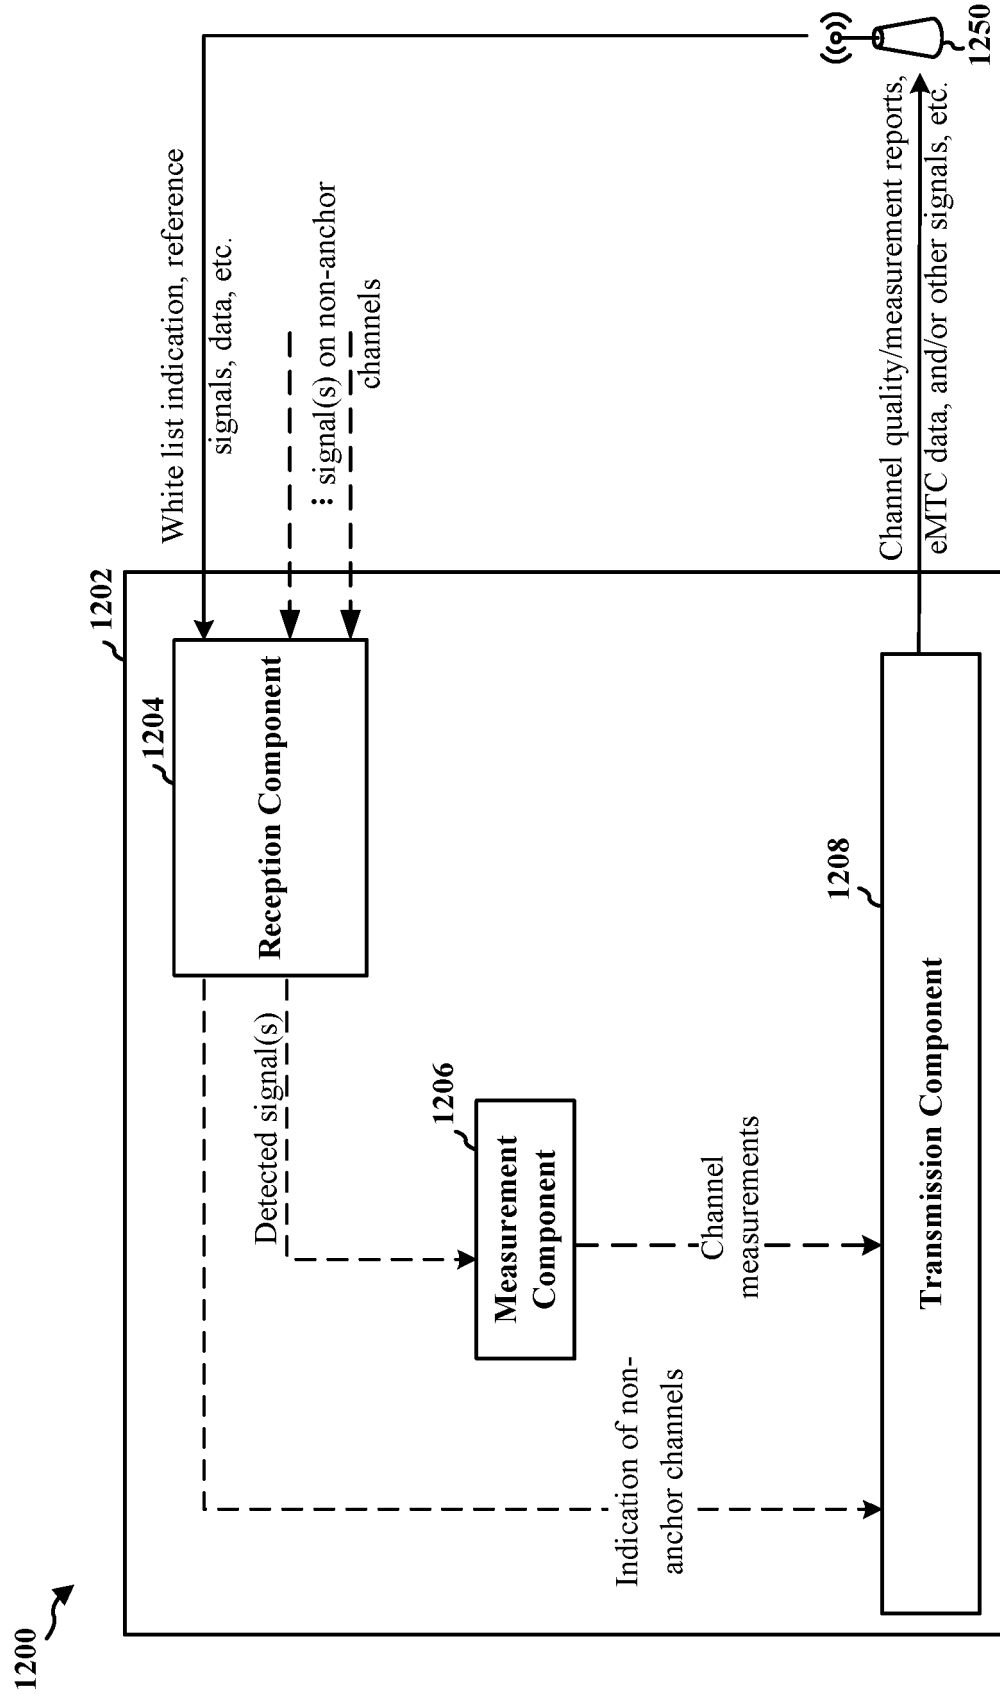 1200
1202
1204
Reception Component
White list indication, reference
signals, data, etc.
⋮ signal(s) on non-anchor
channels
Detected signal(s)
1206
Measurement
Component
Channel
measurements
Indication of non-
anchor channels
1208
Transmission Component
Channel quality/measurement reports,
eMTC data, and/or other signals, etc.
1250